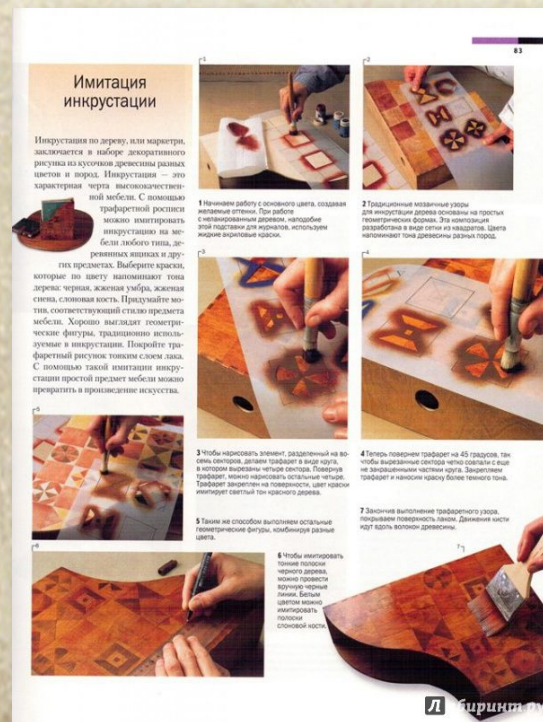 83
Имитация
инкрустации
Инкрустация по дереву, или маркетри,
заключается в наборе декоративного
рисунка из кусочков древесины разных
цветов и пород. Инкрустация — это
характерная черта высококачествен-
ной мебели. С помощью
трафаретной росписи
можно имитировать
инкрустацию на ме-
бели любого типа, де-
ревянных ящиках и дру-
гих предметах. Выберите краски,
которые по цвету напоминают тона
дерева: черная, жженая умбра, жженая
сиена, слоновая кость. Придумайте мо-
тив, соответствующий стилю предмета
мебели. Хорошо выглядят геометри-
ческие фигуры, традиционно исполь-
зуемые в инкрустации. Покройте тра-
фаретный рисунок тонким слоем лака.
С помощью такой имитации инкру-
стации простой предмет мебели можно
превратить в произведение искусства.
1
1 Начинаем работу с основного цвета, создавая
желаемые оттенки. При работе
с нелакированным деревом, наподобие
этой подставки для журналов, используем
жидкие акриловые краски.
2
2 Традиционные мозаичные узоры
для инкрустации дерева основаны на простых
геометрических формах. Эта композиция
разработана в виде сетки из квадратов. Цвета
напоминают тона древесины разных пород.
3
3 Чтобы нарисовать элемент, разделенный на во-
семь секторов, делаем трафарет в виде круга,
в котором вырезаны четыре сектора. Повернув
трафарет, можно нарисовать остальные четыре.
Трафарет закреплен на поверхности, цвет краски
имитирует светлый тон красного дерева.
4
4 Теперь повернем трафарет на 45 градусов, так
чтобы вырезанные сектора четко совпали с еще
не закрашенными частями круга. Закрепляем
трафарет и наносим краску более темного тона.
5
5 Таким же способом выполняем остальные
геометрические фигуры, комбинируя разные
цвета.
6
6 Чтобы имитировать
тонкие полоски
черного дерева,
можно провести
вручную черные
линии. Белым
цветом можно
имитировать
полоски
слоновой кости.
7 Закончив выполнение трафаретного узора,
покрываем поверхность лаком. Движения кисти
идут вдоль волокон древесины.
7
Лабиринт.ру